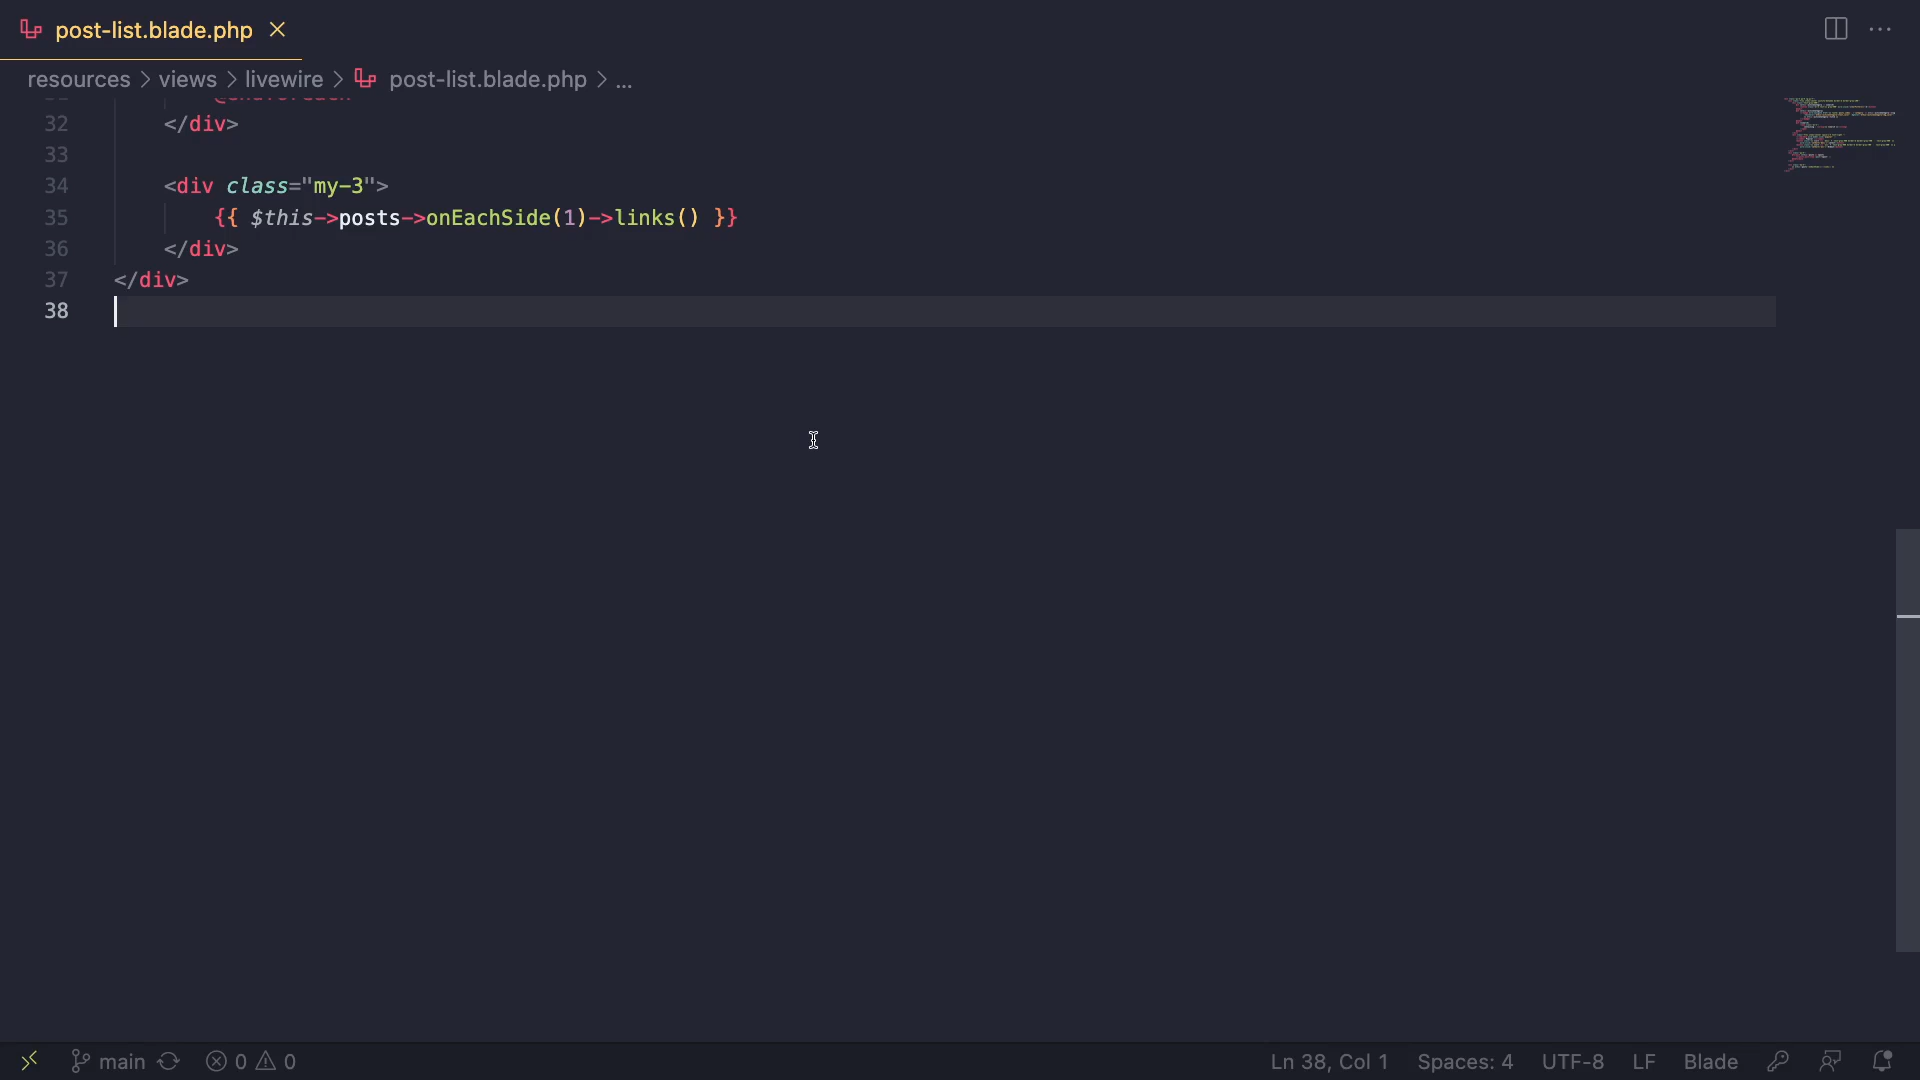 post-list.blade.php
resources > views > livewire > post-list.blade.php > ...
@endforeach
32 </div>
33
34 <div class="my-3">
35 {{ $this->posts->onEachSide(1)->links() }}
36 </div>
37 </div>
38
main 0 0 Ln 38, Col 1 Spaces: 4 UTF-8 LF Blade